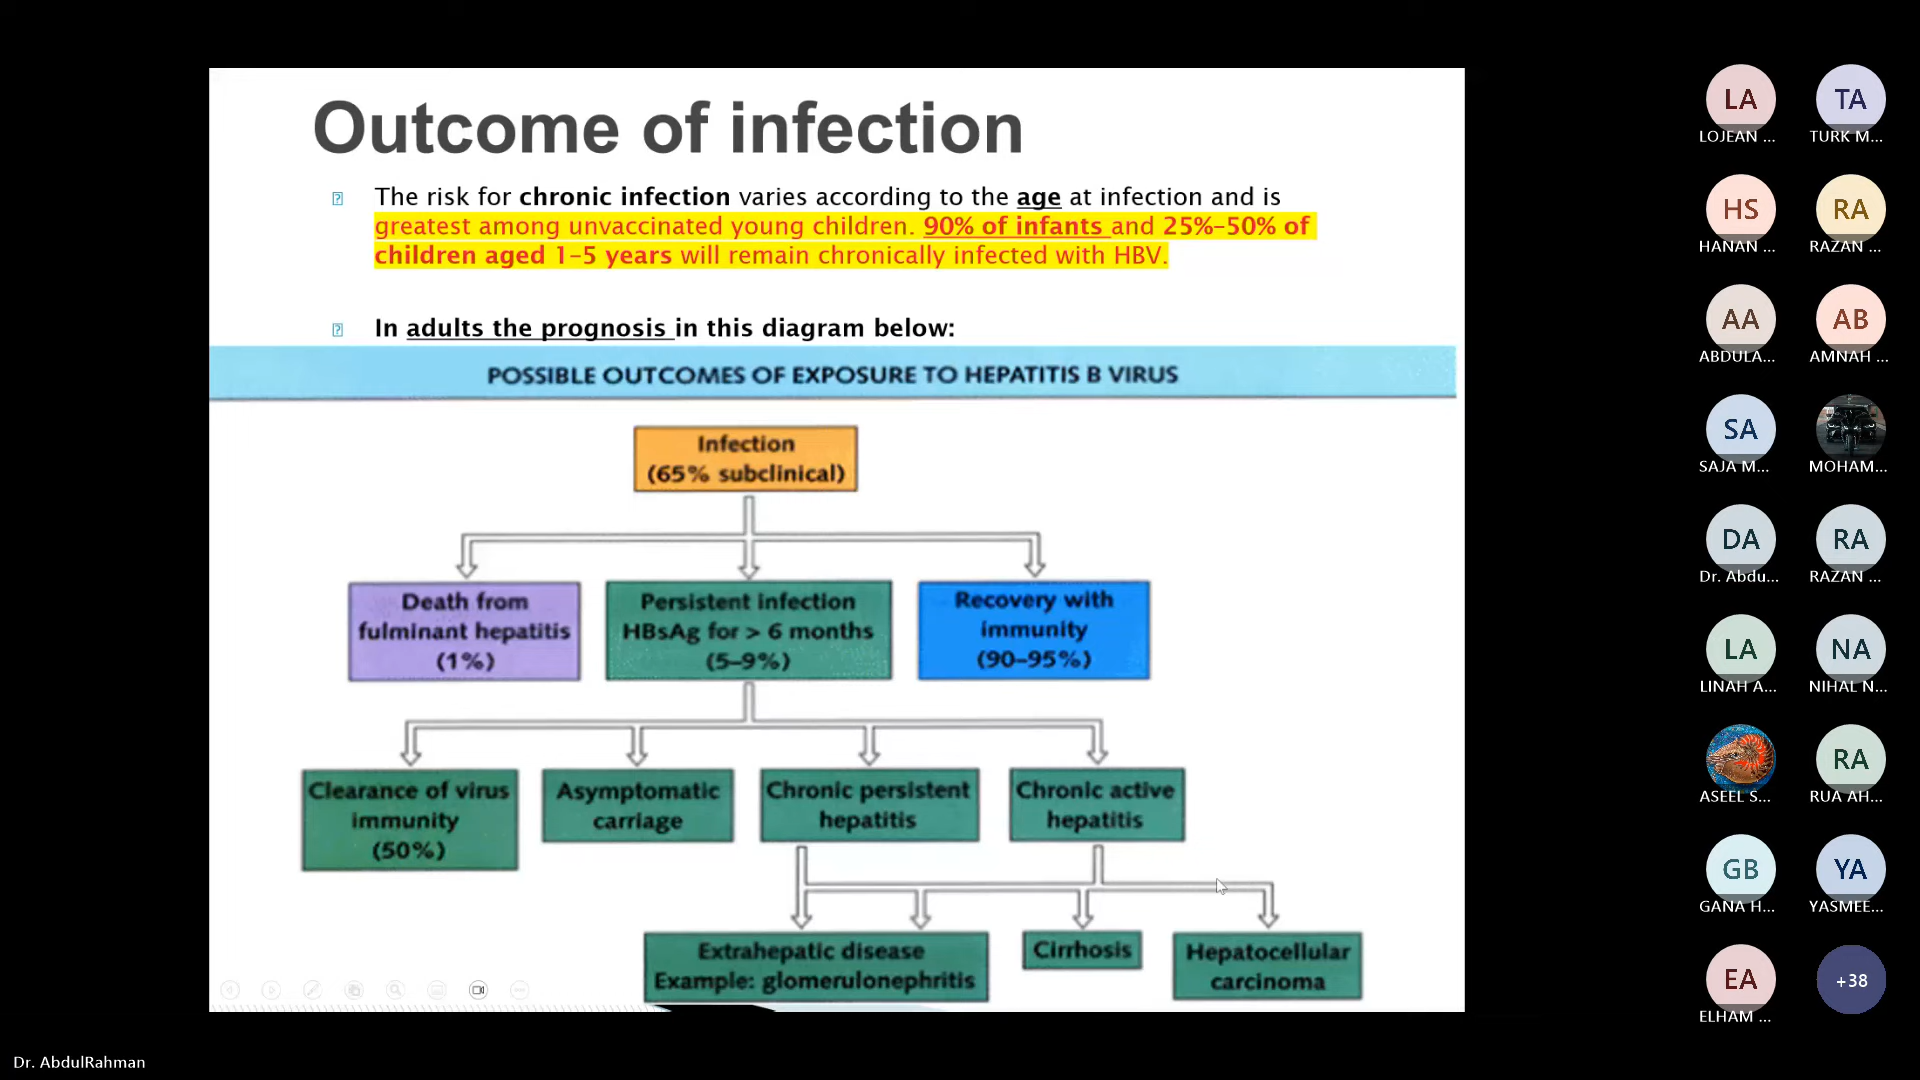 Outcome of infection
The risk for chronic infection varies according to the age at infection and is
greatest among unvaccinated young children. 90% of infants and 25%-50% of
children aged 1-5 years will remain chronically infected with HBV.
In adults the prognosis in this diagram below:
POSSIBLE OUTCOMES OF EXPOSURE TO HEPATITIS B VIRUS
Infection
(65% subclinical)
Death from
fulminant hepatitis
(1%)
Persistent infection
HBsAg for > 6 months
(5–9%)
Recovery with
immunity
(90–95%)
Clearance of virus
immunity
(50%)
Asymptomatic
carriage
Chronic persistent
hepatitis
Chronic active
hepatitis
Extrahepatic disease
Example: glomerulonephritis
Cirrhosis
Hepatocellular
carcinoma
LA
LOJEAN ...
TA
TURK M...
HS
HANAN ...
RA
RAZAN ...
AA
ABDULA...
AB
AMNAH ...
SA
SAJA M...
MOHAM...
DA
Dr. Abdu...
RA
RAZAN ...
LA
LINAH A...
NA
NIHAL N...
ASEEL S...
RA
RUA AH...
GB
GANA H...
YA
YASMEE...
EA
ELHAM ...
+38
Dr. AbdulRahman